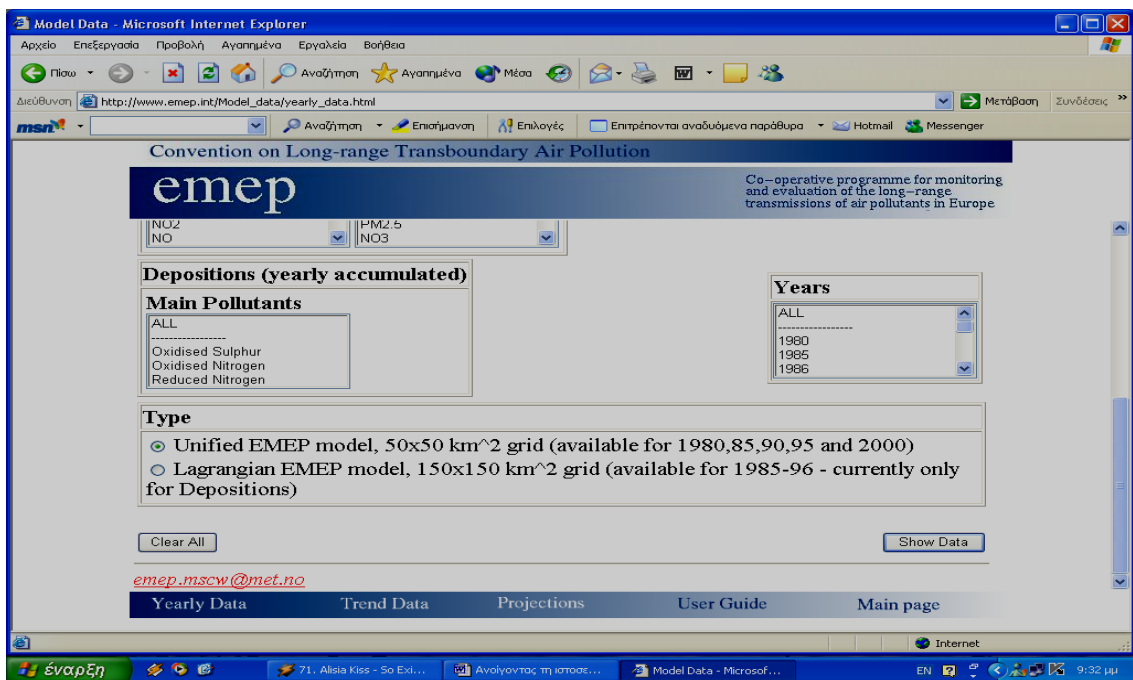 Model Data - Microsoft Internet Explorer
Αρχείο Επεξεργασία Προβολή Αγαπημένα Εργαλεία Βοήθεια
Πίσω Αναζήτηση Αγαπημένα Μέσα
Διεύθυνση http://www.emep.int/Model_data/yearly_data.html Μετάβαση Συνδέσεις »
msn Αναζήτηση Επισήμανση Επιλογές Επιτρέπονται αναδυόμενα παράθυρα Hotmail Messenger
Convention on Long-range Transboundary Air Pollution
emep
Co-operative programme for monitoring
and evaluation of the long-range
transmissions of air pollutants in Europe
NO2 PM2.5
NO NO3
Depositions (yearly accumulated)
Main Pollutants
ALL
-----------------
Oxidised Sulphur
Oxidised Nitrogen
Reduced Nitrogen
Years
ALL
-----------------
1980
1985
1986
Type
Unified EMEP model, 50x50 km^2 grid (available for 1980,85,90,95 and 2000)
Lagrangian EMEP model, 150x150 km^2 grid (available for 1985-96 - currently only
for Depositions)
Clear All Show Data
emep.mscw@met.no
Yearly Data Trend Data Projections User Guide Main page
Internet
έναρξη 71. Alisia Kiss - So Exi... Ανοίγοντας τη ιστοσε... Model Data - Microsof... EN 9:32 μμ